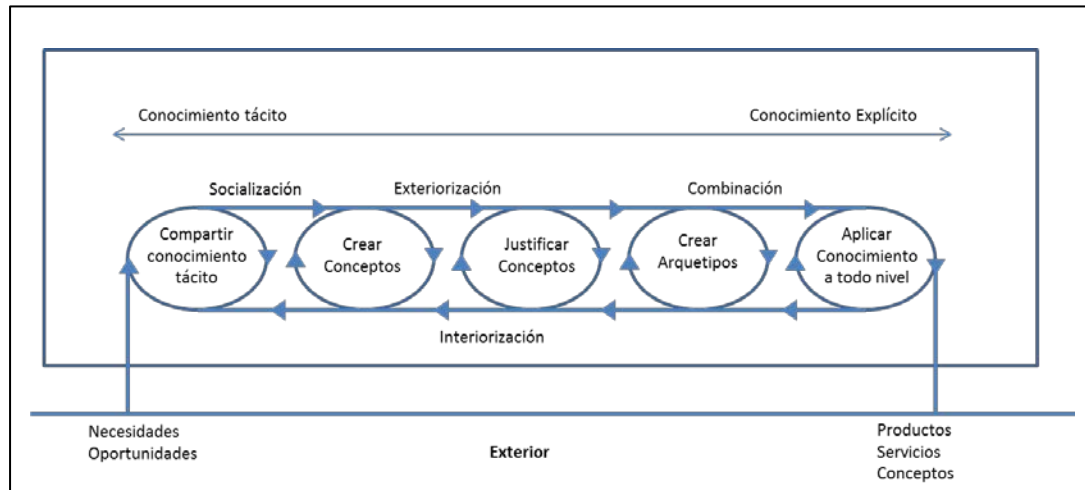 Conocimiento tácito
Conocimiento Explícito
Socialización
Exteriorización
Combinación
Compartir
conocimiento
tácito
Crear
Conceptos
Justificar
Conceptos
Crear
Arquetipos
Aplicar
Conocimiento
a todo nivel
Interiorización
Necesidades
Oportunidades
Exterior
Productos
Servicios
Conceptos